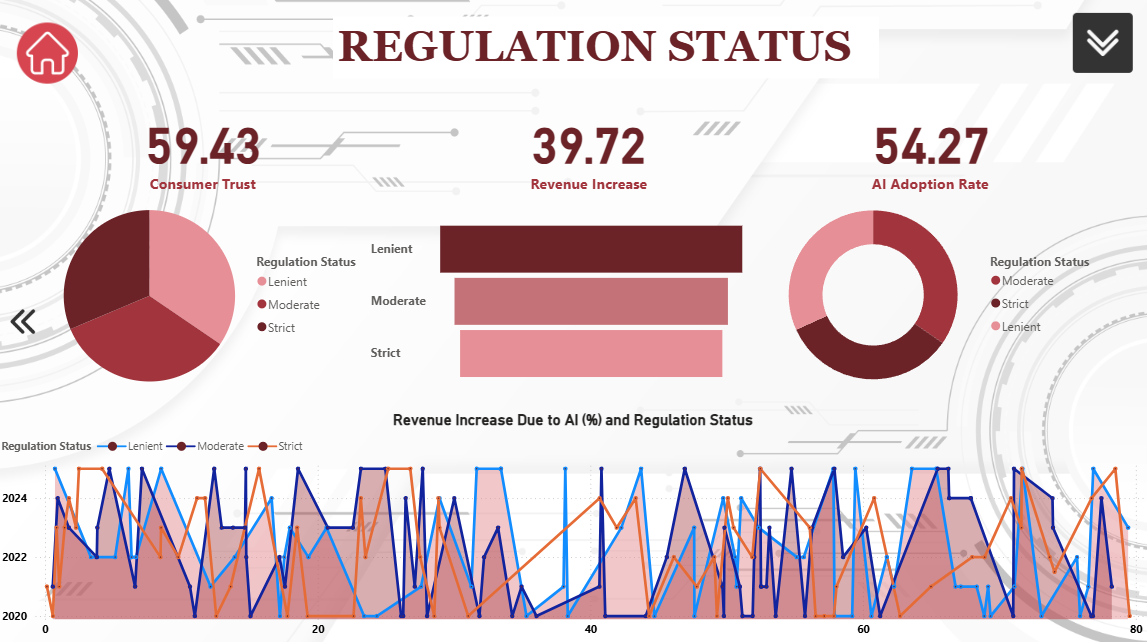 REGULATION STATUS
59.43
Consumer Trust
39.72
Revenue Increase
54.27
AI Adoption Rate
Regulation Status
Lenient
Moderate
Strict
Lenient
Moderate
Strict
Regulation Status
Moderate
Strict
Lenient
Revenue Increase Due to AI (%) and Regulation Status
Regulation Status Lenient Moderate Strict
2024
2022
2020
0 20 40 60 80